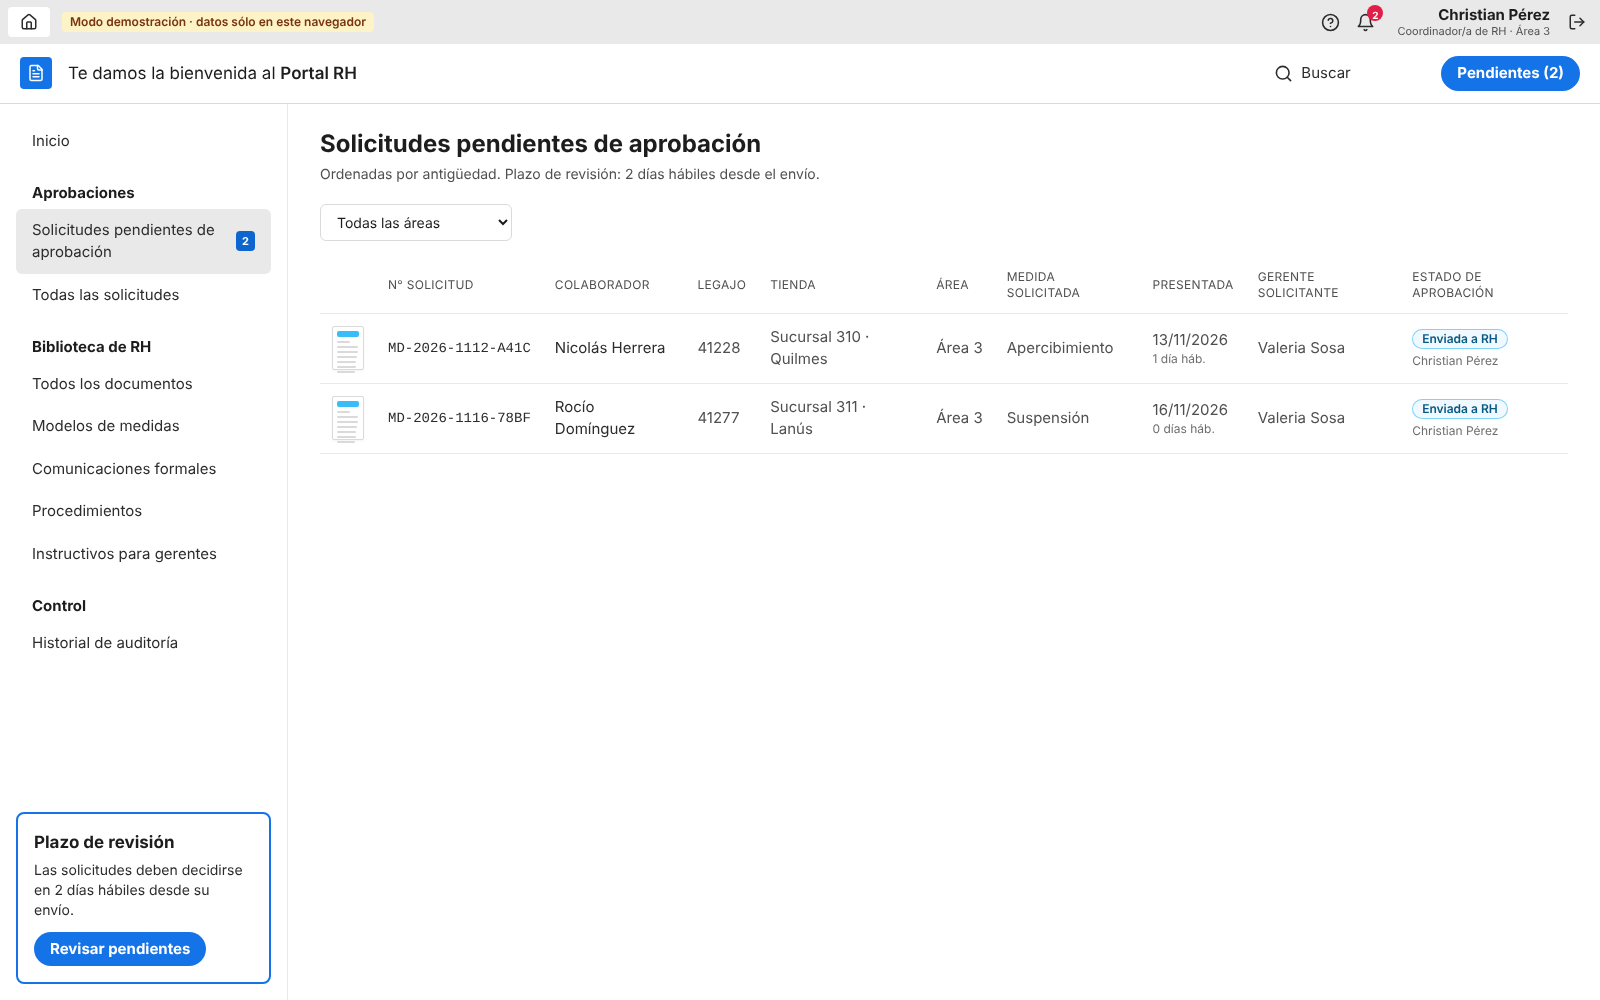 Modo demostración · datos sólo en este navegador
2
Christian Pérez
Coordinador/a de RH · Área 3
Te damos la bienvenida al Portal RH
Buscar
Pendientes (2)
Inicio
Aprobaciones
Solicitudes pendientes de
aprobación
2
Todas las solicitudes
Biblioteca de RH
Todos los documentos
Modelos de medidas
Comunicaciones formales
Procedimientos
Instructivos para gerentes
Control
Historial de auditoría
Plazo de revisión
Las solicitudes deben decidirse
en 2 días hábiles desde su
envío.
Revisar pendientes
Solicitudes pendientes de aprobación
Ordenadas por antigüedad. Plazo de revisión: 2 días hábiles desde el envío.
Todas las áreas
N° SOLICITUD COLABORADOR LEGAJO TIENDA ÁREA MEDIDA SOLICITADA PRESENTADA GERENTE SOLICITANTE ESTADO DE APROBACIÓN
MD-2026-1112-A41C Nicolás Herrera 41228 Sucursal 310 · Quilmes Área 3 Apercibimiento 13/11/2026 1 día háb. Valeria Sosa Enviada a RH Christian Pérez
MD-2026-1116-78BF Rocío Domínguez 41277 Sucursal 311 · Lanús Área 3 Suspensión 16/11/2026 0 días háb. Valeria Sosa Enviada a RH Christian Pérez